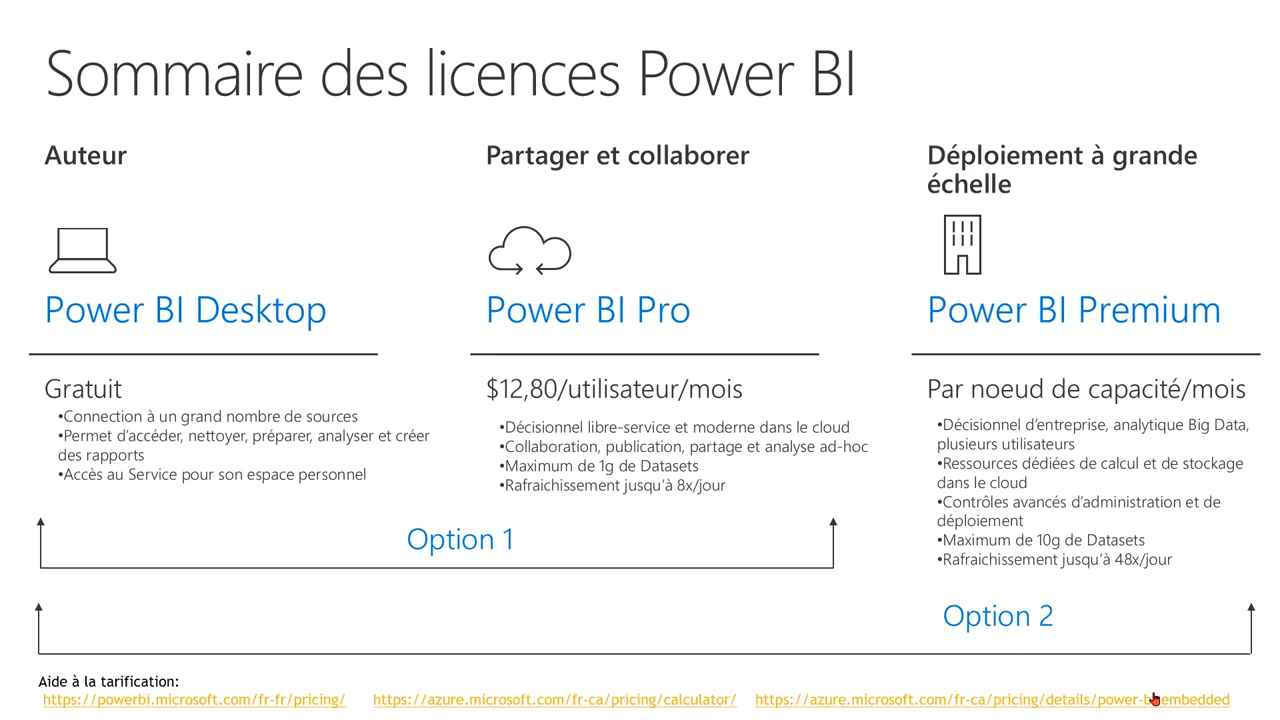 Sommaire des licences Power BI
Auteur
Power BI Desktop
Gratuit
•Connection à un grand nombre de sources
•Permet d'accéder, nettoyer, préparer, analyser et créer
des rapports
•Accès au Service pour son espace personnel
Partager et collaborer
Power BI Pro
$12,80/utilisateur/mois
•Décisionnel libre-service et moderne dans le cloud
•Collaboration, publication, partage et analyse ad-hoc
•Maximum de 1g de Datasets
•Rafraichissement jusqu'à 8x/jour
Déploiement à grande
échelle
Power BI Premium
Par noeud de capacité/mois
•Décisionnel d'entreprise, analytique Big Data,
plusieurs utilisateurs
•Ressources dédiées de calcul et de stockage
dans le cloud
•Contrôles avancés d'administration et de
déploiement
•Maximum de 10g de Datasets
•Rafraichissement jusqu'à 48x/jour
Option 1
Option 2
Aide à la tarification:
https://powerbi.microsoft.com/fr-fr/pricing/
https://azure.microsoft.com/fr-ca/pricing/calculator/
https://azure.microsoft.com/fr-ca/pricing/details/power-bi-embedded